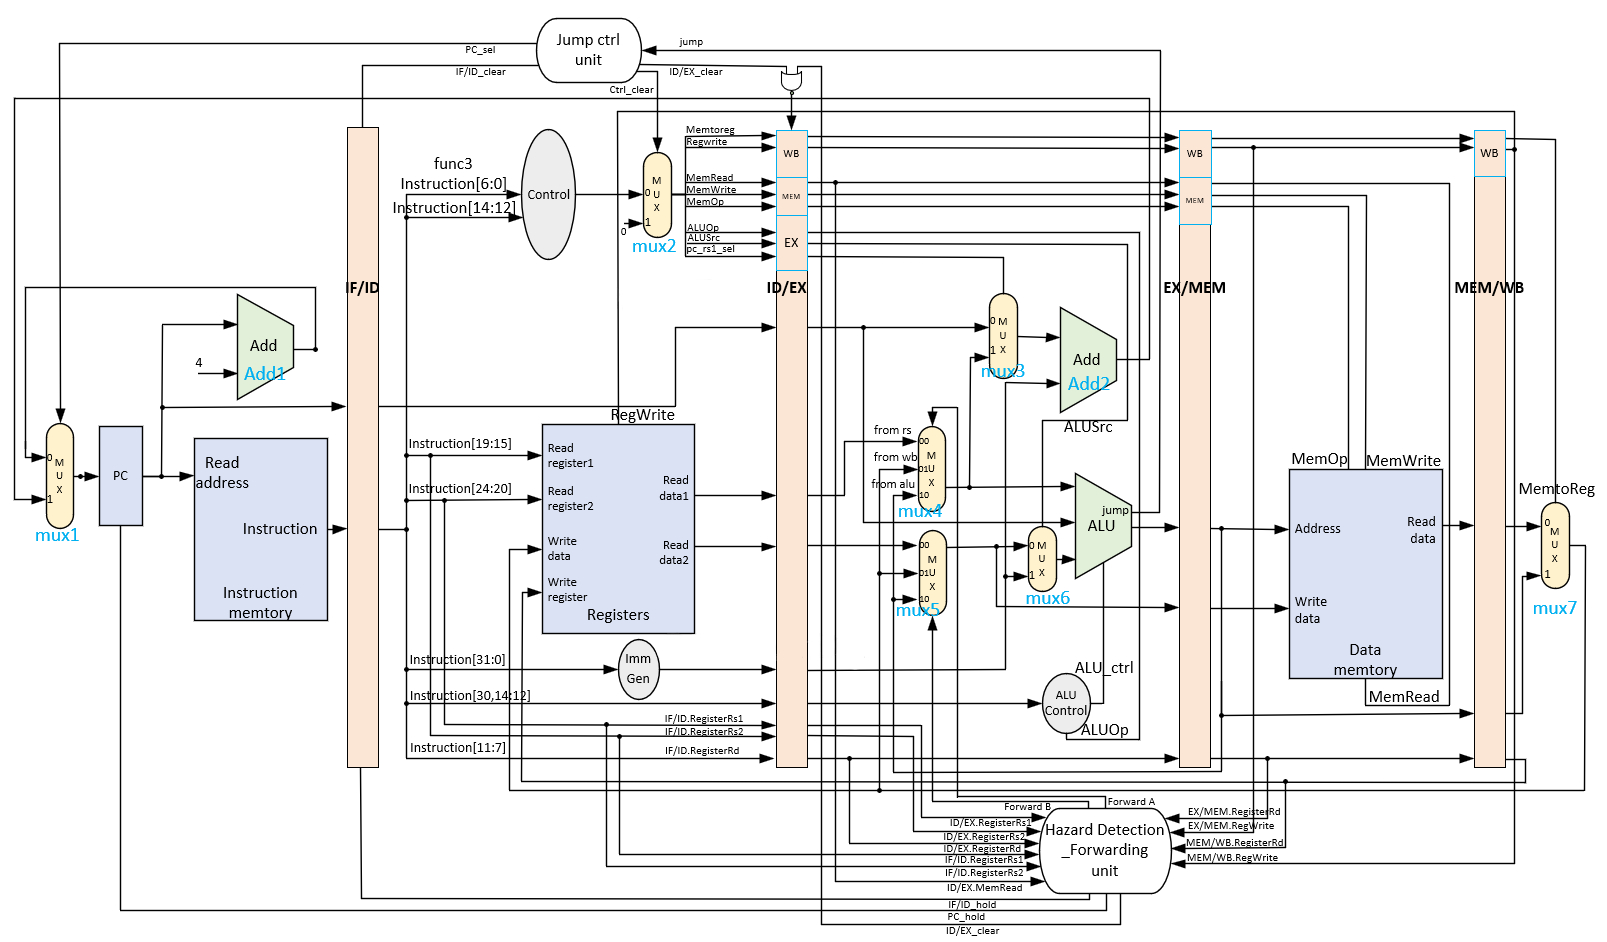 Jump ctrl
unit
PC_sel
IF/ID_clear
jump
ID/EX_clear
Ctrl_clear
func3
Instruction[6:0]
Instruction[14:12]
Control
M
U
X
0
1
0
mux2
Memtoreg
Regwrite
MemRead
MemWrite
MemOp
ALUOp
ALUSrc
pc_rs1_sel
WB
MEM
EX
WB
MEM
WB
IF/ID
ID/EX
EX/MEM
MEM/WB
4
Add
Add1
0
M
U
X
1
mux3
Add
Add2
ALUSrc
0
M
U
X
1
mux1
PC
Read
address
Instruction
Instruction
memtory
Instruction[19:15]
Instruction[24:20]
RegWrite
Read
register1
Read
register2
Write
data
Write
register
Read
data1
Read
data2
Registers
from rs
from wb
from alu
00
M
01
U
X
10
mux4
00
M
01
U
X
10
mux5
0
M
U
X
1
mux6
jump
ALU
MemOp
MemWrite
Address
Read
data
Write
data
Data
memtory
MemRead
MemtoReg
0
M
U
X
1
mux7
Instruction[31:0]
Imm
Gen
Instruction[30,14:12]
ALU_ctrl
ALU
Control
ALUOp
IF/ID.RegisterRs1
IF/ID.RegisterRs2
Instruction[11:7]
IF/ID.RegisterRd
Forward B
Forward A
ID/EX.RegisterRs1
ID/EX.RegisterRs2
ID/EX.RegisterRd
IF/ID.RegisterRs1
IF/ID.RegisterRs2
ID/EX.MemRead
Hazard Detection
_Forwarding
unit
EX/MEM.RegisterRd
EX/MEM.RegWrite
MEM/WB.RegisterRd
MEM/WB.RegWrite
IF/ID_hold
PC_hold
ID/EX_clear